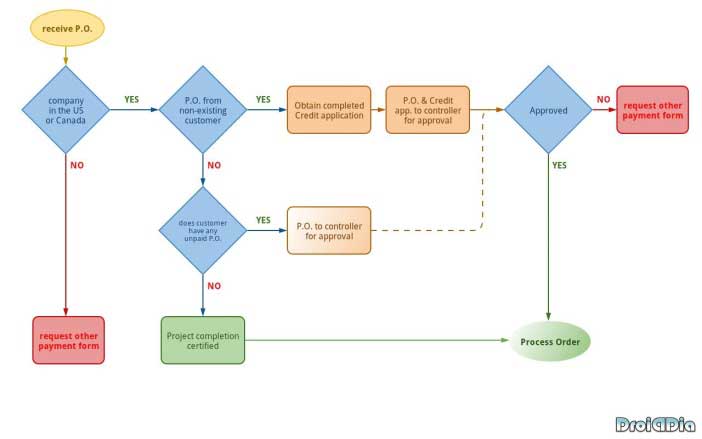 receive P.O.
company
in the US
or Canada
YES
P.O. from
non-existing
customer
YES
Obtain completed
Credit application
P.O. & Credit
app. to controller
for approval
Approved
NO
request other
payment form
NO
NO
YES
does customer
have any
unpaid P.O.
YES
P.O. to controller
for approval
NO
request other
payment form
Project completion
certified
Process Order
DroidDia